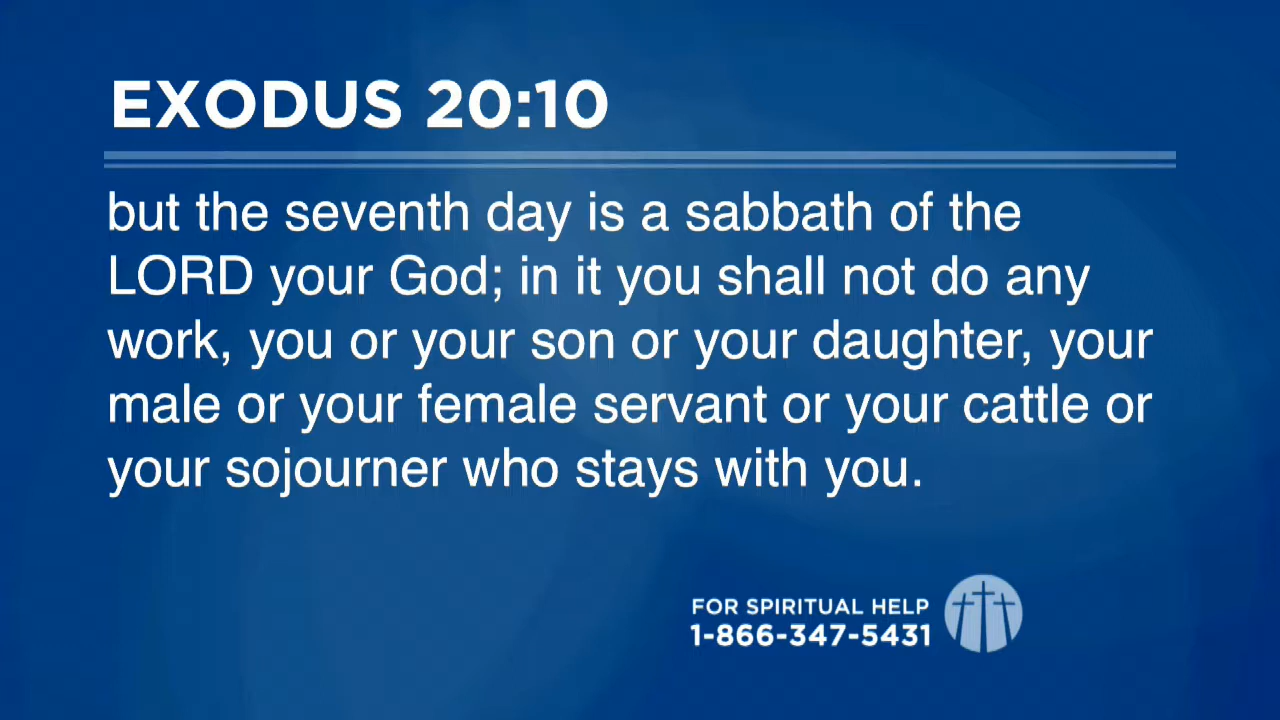 EXODUS 20:10
but the seventh day is a sabbath of the
LORD your God; in it you shall not do any
work, you or your son or your daughter, your
male or your female servant or your cattle or
your sojourner who stays with you.
FOR SPIRITUAL HELP
1-866-347-5431